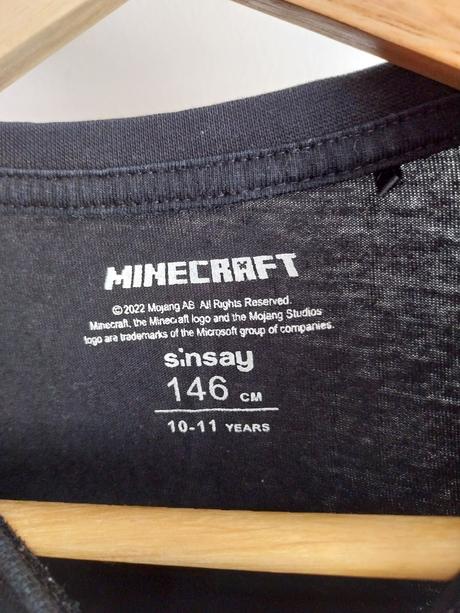 MINECRAFT
©2022 Mojang AB. All Rights Reserved.
Minecraft, the Minecraft logo and the Mojang Studios
logo are trademarks of the Microsoft group of companies.
sinsay
146 CM
10-11 YEARS